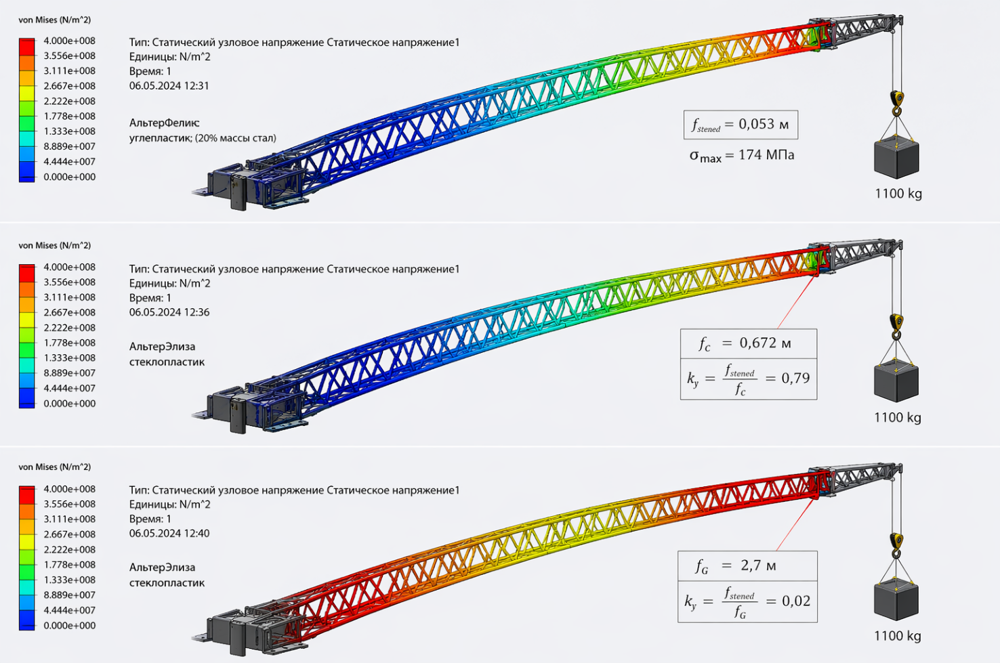 von Mises (N/m^2)
4.000e+008
3.556e+008
3.111e+008
2.667e+008
2.222e+008
1.778e+008
1.333e+008
8.889e+007
4.444e+007
0.000e+000
Тип: Статический узловое напряжение Статическое напряжение1
Единицы: N/m^2
Время: 1
06.05.2024 12:31
АльтерФелик:
углепластик; (20% массы стал)
f_stened = 0,053 м
σ_max = 174 МПа
1100 kg
von Mises (N/m^2)
4.000e+008
3.556e+008
3.111e+008
2.667e+008
2.222e+008
1.778e+008
1.333e+008
8.889e+007
4.444e+007
0.000e+000
Тип: Статический узловое напряжение Статическое напряжение1
Единицы: N/m^2
Время: 1
06.05.2024 12:36
АльтерЭлиза
стеклопластик
f_c = 0,672 м
k_y = f_stened / f_c = 0,79
1100 kg
von Mises (N/m^2)
4.000e+008
3.556e+008
3.111e+008
2.667e+008
2.222e+008
1.778e+008
1.333e+008
8.889e+007
4.444e+007
0.000e+000
Тип: Статический узловое напряжение Статическое напряжение1
Единицы: N/m^2
Время: 1
06.05.2024 12:40
АльтерЭлиза
стеклопластик
f_G = 2,7 м
k_y = f_stened / f_G = 0,02
1100 kg